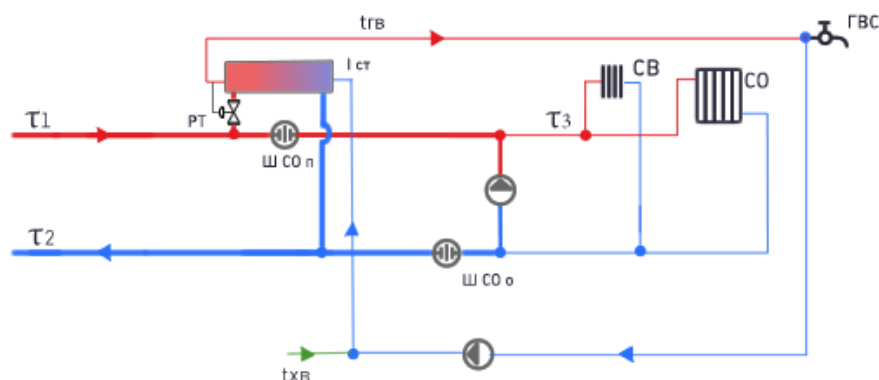 tгв
ГВС
I ст
СВ
СО
τ1
РТ
τ3
Ш СО п
τ2
Ш СО о
tхв